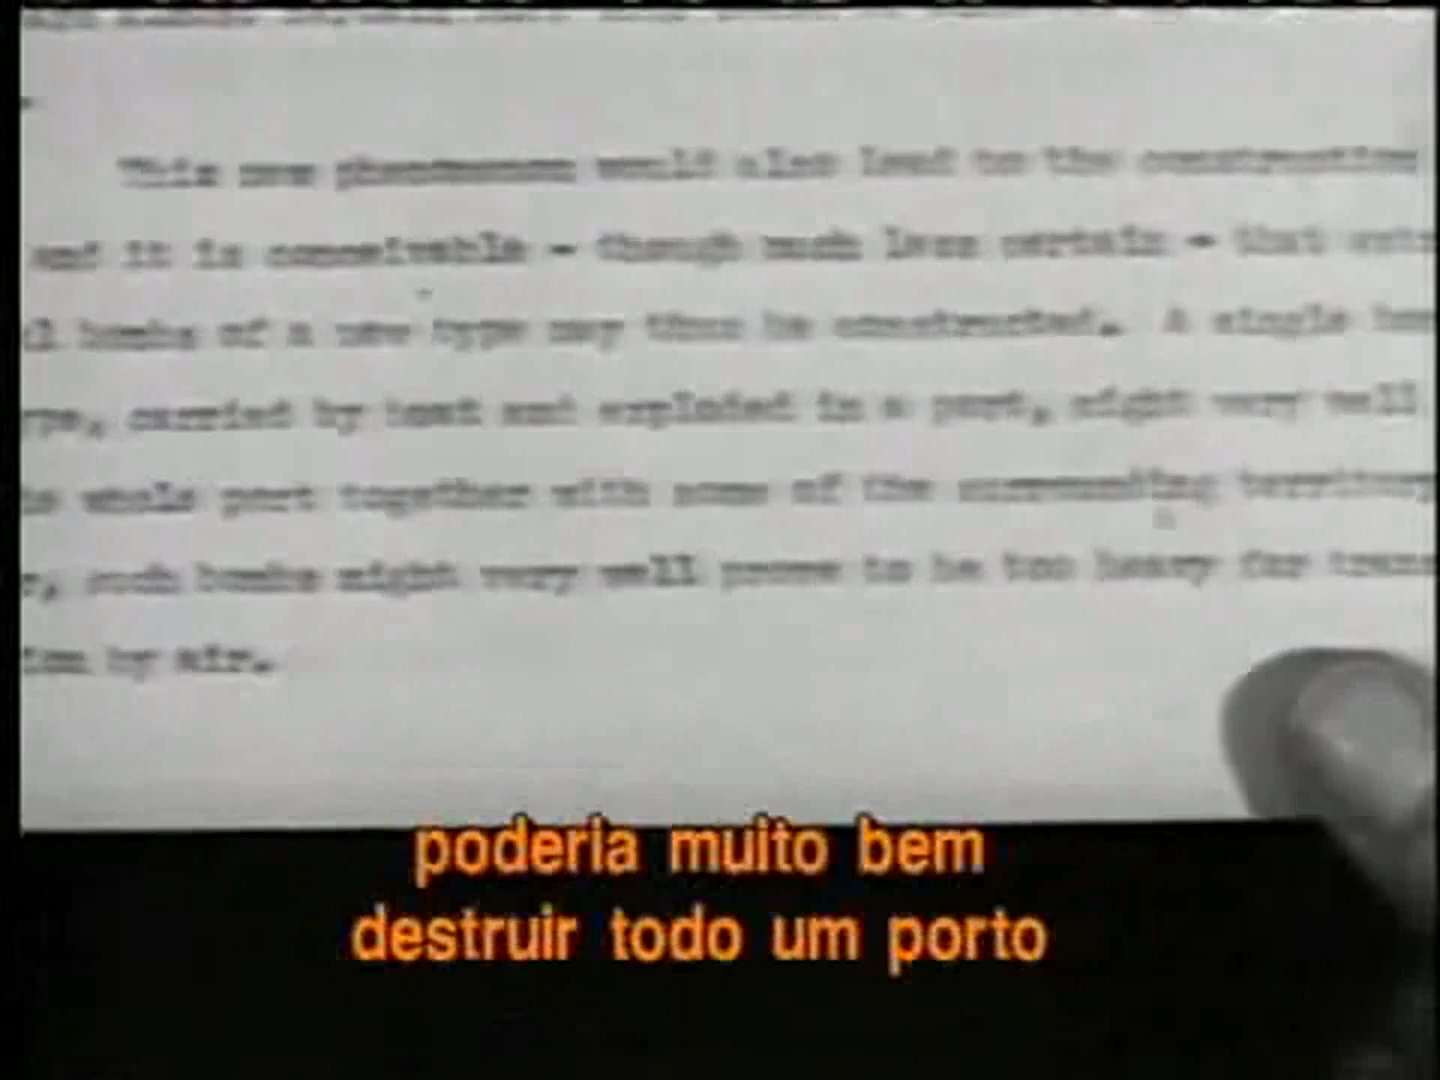 This new phenomenon would also lead to the construction
and it is conceivable - though much less certain - that
bombs of a new type may thus be constructed. A single
carried by boat and exploded in a port, might very well
whole port together with some of the surrounding territory
such bombs might very well prove to be too heavy for
by air.
poderia muito bem
destruir todo um porto